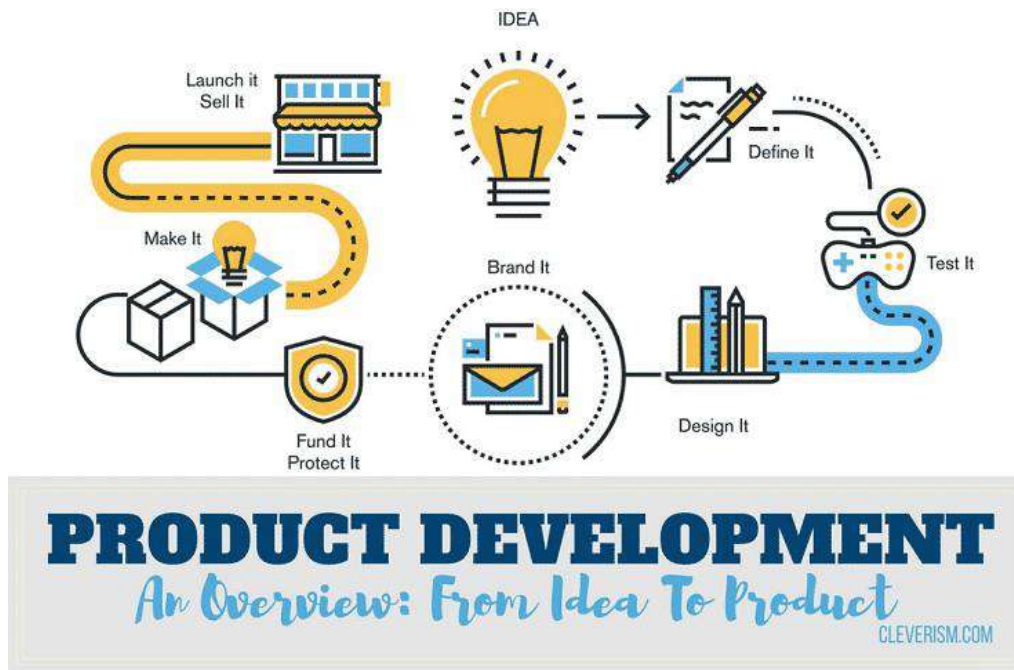 IDEA
Define It
Test It
Design It
Brand It
Fund It
Protect It
Make It
Launch it
Sell It
PRODUCT DEVELOPMENT
An Overview: From Idea To Product
CLEVERISM.COM